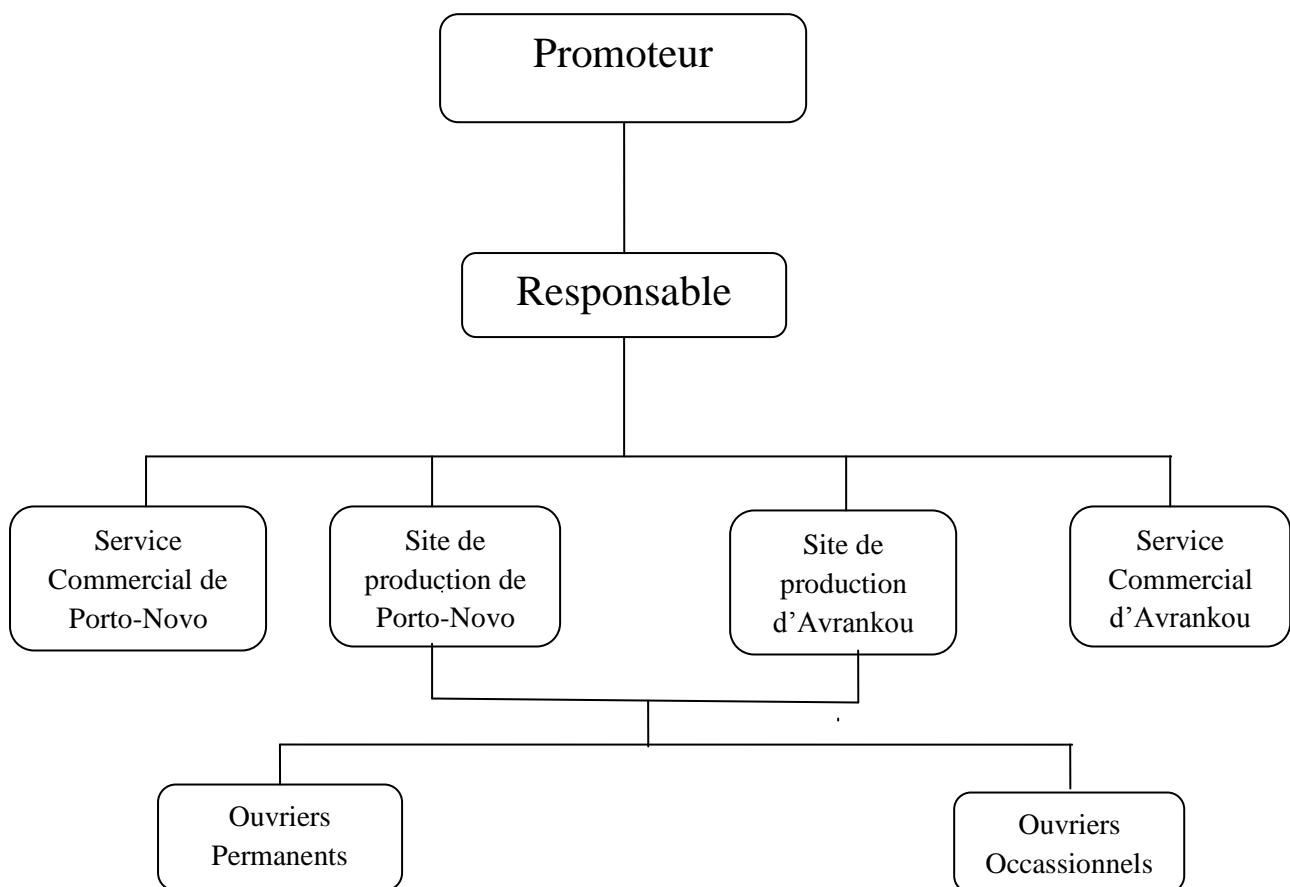 Promoteur
Responsable
Service
Commercial de
Porto-Novo
Site de
production de
Porto-Novo
Site de
production
d’Avrankou
Service
Commercial
d’Avrankou
Ouvriers
Permanents
Ouvriers
Occassionnels